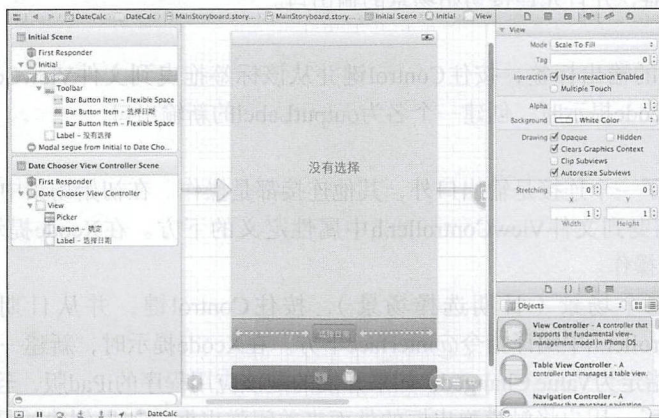 DateCalc
DateCalc
MainStoryboard.story...
MainStoryboard.story...
Initial Scene
Initial
View
Initial Scene
First Responder
Initial
View
Toolbar
Bar Button Item – Flexible Space
Bar Button Item – 选择日期
Bar Button Item – Flexible Space
Label – 没有选择
Modal segue from Initial to Date Cho...
Date Chooser View Controller Scene
First Responder
Date Chooser View Controller
View
Picker
Button – 确定
Label – 选择日期
没有选择
选择日期
View
Mode Scale To Fill
Tag 0
Interaction User Interaction Enabled
Multiple Touch
Alpha 1
Background White Color
Drawing Opaque Hidden
Clears Graphics Context
Clip Subviews
Autoresize Subviews
Stretching 0 0
X Y
1 1
Width Height
Objects
View Controller – A controller that
supports the fundamental view-
management model in iPhone OS.
Table View Controller – A
controller that manages a table view.
Navigation Controller – A
controller that manages navigation
DateCalc